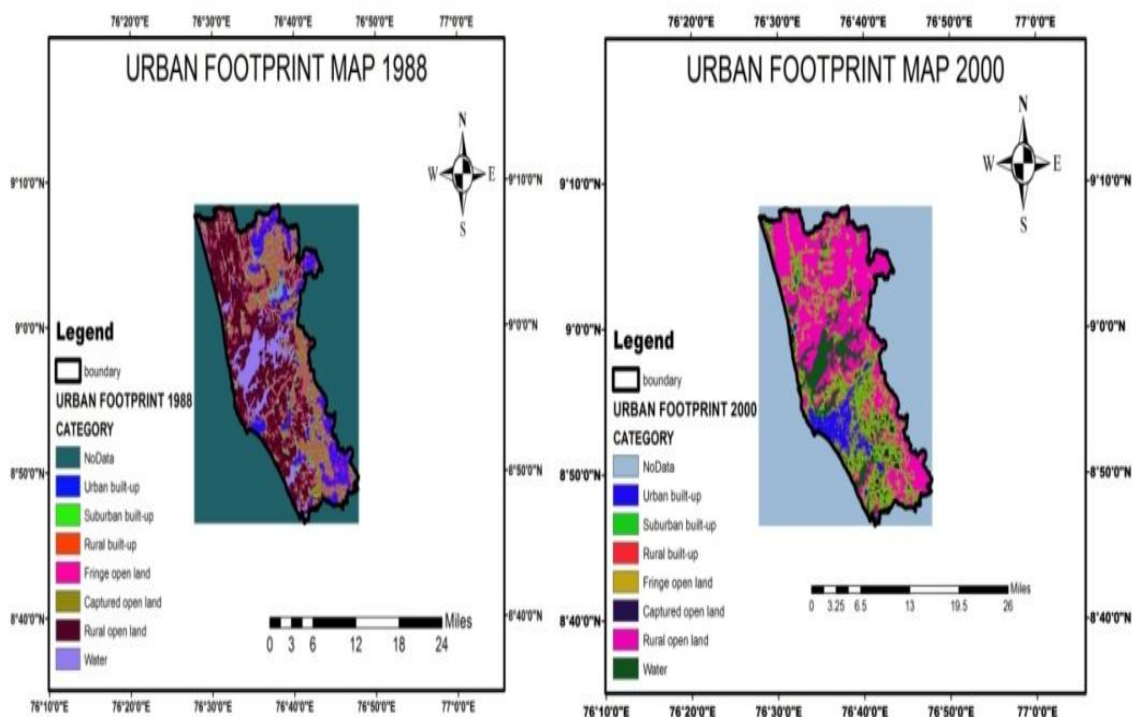 76°20'0"E 76°30'0"E 76°40'0"E 76°50'0"E 77°0'0"E
URBAN FOOTPRINT MAP 1988
N
W E
S
9°10'0"N 9°10'0"N
9°0'0"N 9°0'0"N
8°50'0"N 8°50'0"N
8°40'0"N 8°40'0"N
Legend
boundary
URBAN FOOTPRINT 1988
CATEGORY
NoData
Urban built-up
Suburban built-up
Rural built-up
Fringe open land
Captured open land
Rural open land
Water
Miles
0 3 6 12 18 24
76°10'0"E 76°20'0"E 76°30'0"E 76°40'0"E 76°50'0"E 77°0'0"E
76°20'0"E 76°30'0"E 76°40'0"E 76°50'0"E 77°0'0"E
URBAN FOOTPRINT MAP 2000
N
W E
S
9°10'0"N 9°10'0"N
9°0'0"N 9°0'0"N
8°50'0"N 8°50'0"N
8°40'0"N 8°40'0"N
Legend
boundary
URBAN FOOTPRINT 2000
CATEGORY
NoData
Urban built-up
Suburban built-up
Rural built-up
Fringe open land
Captured open land
Rural open land
Water
Miles
0 3.25 6.5 13 19.5 26
76°10'0"E 76°20'0"E 76°30'0"E 76°40'0"E 76°50'0"E 77°0'0"E